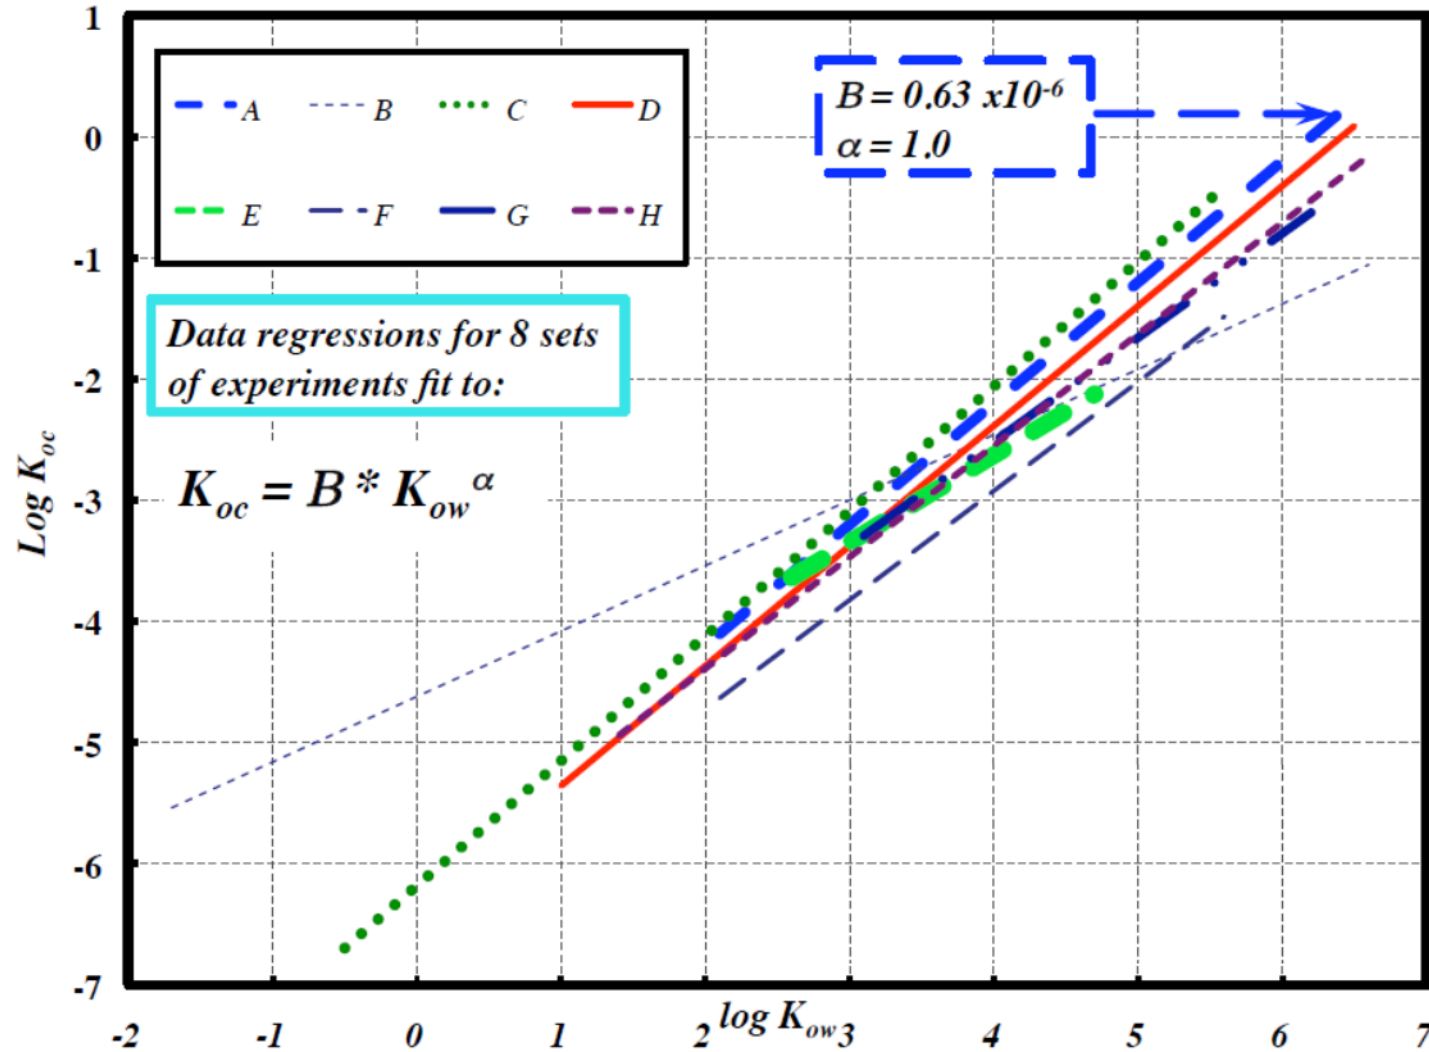 1
0
-1
-2
-3
-4
-5
-6
-7
Log Koc
A B C D
E F G H
B = 0.63 x10⁻⁶
α = 1.0
Data regressions for 8 sets
of experiments fit to:
Koc = B * Kow^α
-2 -1 0 1 2 3 4 5 6 7
log Kow